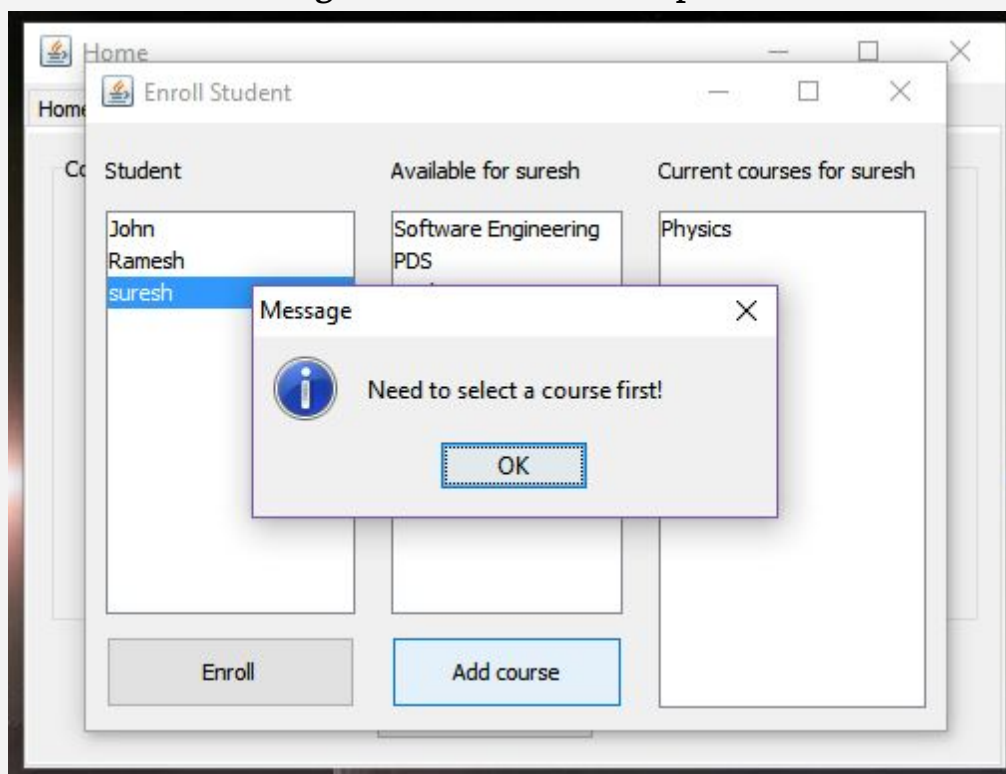 Home
Enroll Student
Home
Student
Available for suresh
Current courses for suresh
John
Ramesh
suresh
Software Engineering
PDS
Physics
Message
Need to select a course first!
OK
Enroll
Add course